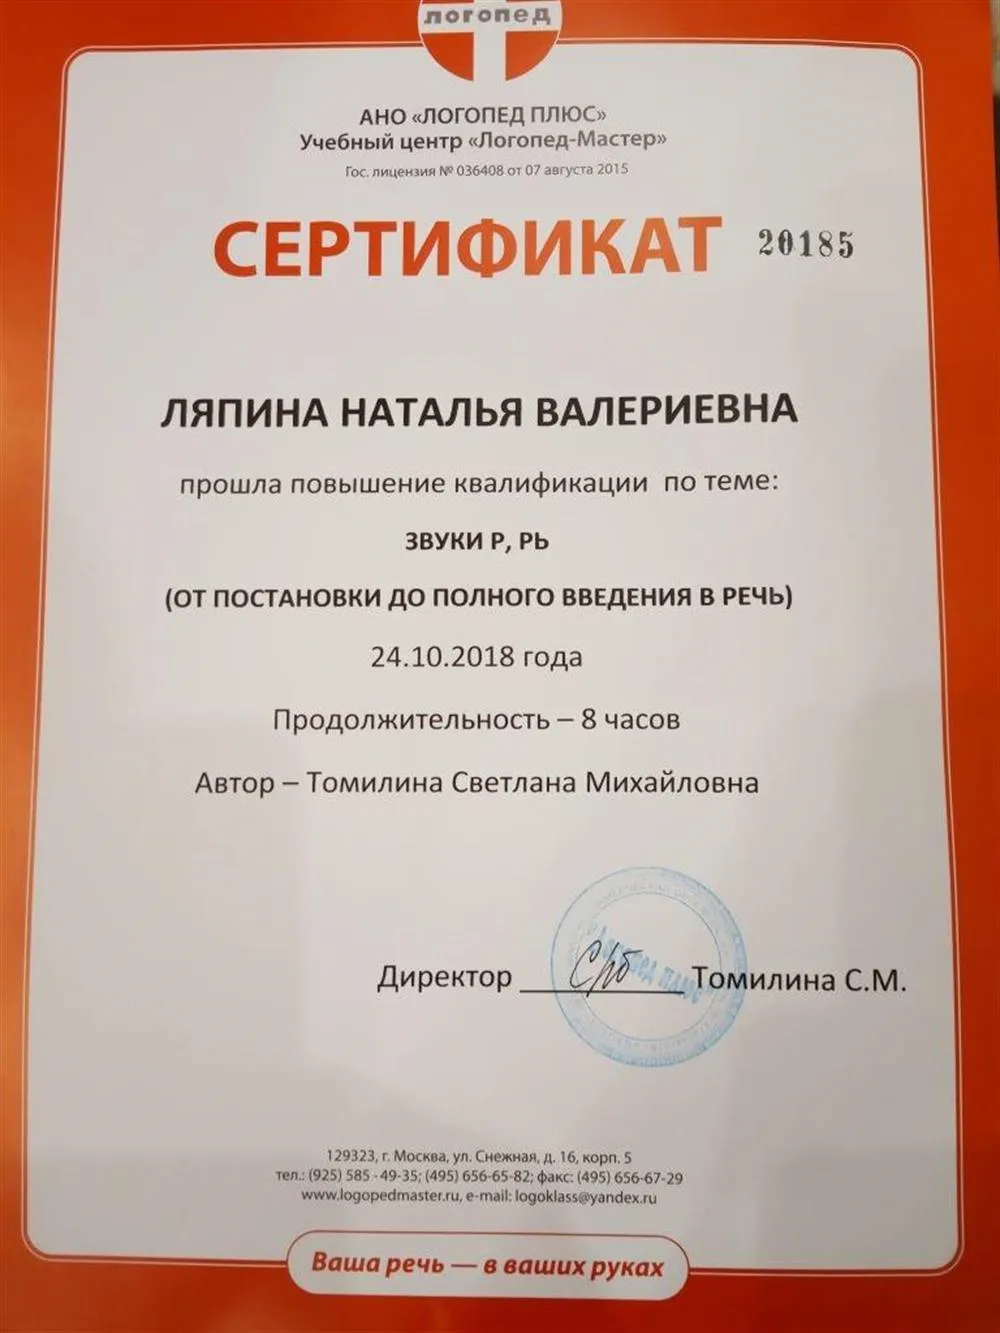 логопед
АНО «ЛОГОПЕД ПЛЮС»
Учебный центр «Логопед-Мастер»
Гос. лицензия № 036408 от 07 августа 2015
СЕРТИФИКАТ 20185
ЛЯПИНА НАТАЛЬЯ ВАЛЕРИЕВНА
прошла повышение квалификации по теме:
ЗВУКИ Р, РЬ
(ОТ ПОСТАНОВКИ ДО ПОЛНОГО ВВЕДЕНИЯ В РЕЧЬ)
24.10.2018 года
Продолжительность – 8 часов
Автор – Томилина Светлана Михайловна
Директор Томилина С.М.
129323, г. Москва, ул. Снежная, д. 16, корп. 5
тел.: (925) 585 - 49-35; (495) 656-65-82; факс: (495) 656-67-29
www.logopedmaster.ru, e-mail: logoklass@yandex.ru
Ваша речь — в ваших руках